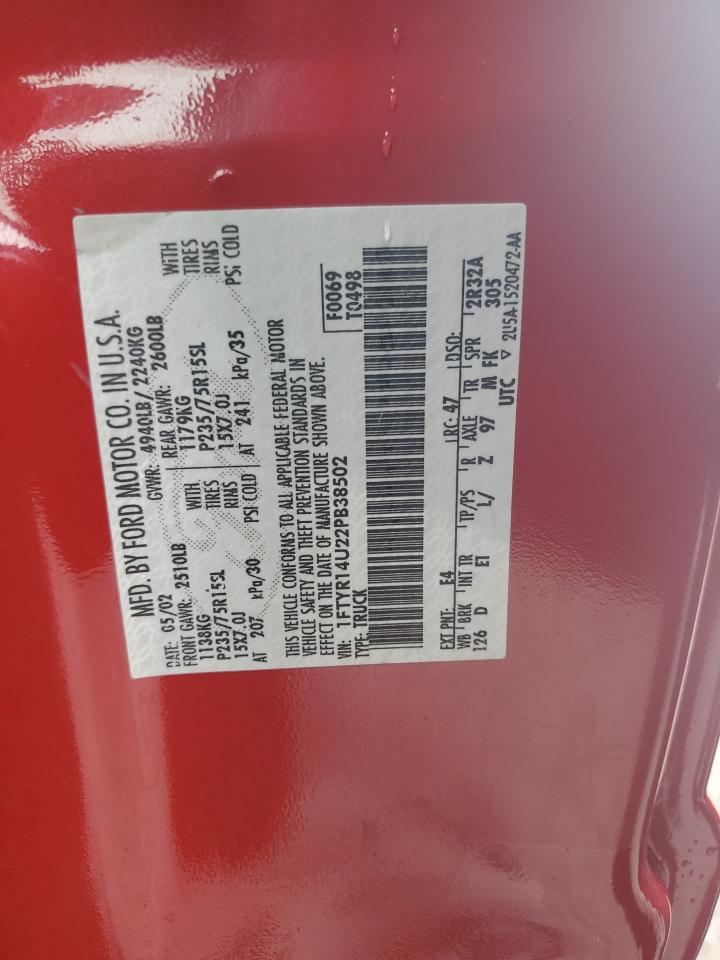 MFD. BY FORD MOTOR CO. IN U.S.A.
DATE: 05/02 GVWR: 4940LB/ 2240KG
FRONT GAWR: 2510LB REAR GAWR: 2600LB
1138KG WITH 1179KG WITH
P235/75R15SL TIRES P235/75R15SL TIRES
15X7.0J RIMS 15X7.0J RIMS
AT 207 kPa/30 PSI COLD AT 241 kPa/35 PSI COLD
THIS VEHICLE CONFORMS TO ALL APPLICABLE FEDERAL MOTOR
VEHICLE SAFETY AND THEFT PREVENTION STANDARDS IN
EFFECT ON THE DATE OF MANUFACTURE SHOWN ABOVE.
VIN: 1FTYR14U22PB38502 F0069
TYPE: TRUCK T0498
EXT PNT: E4 RC: 47 DSO: 2R32A
WB BRK INT TR TP/PS R AXLE TR SPR 305
126 D E1 L/ Z 97 M FK
UTC ▽ 2U5A-1520472-AA